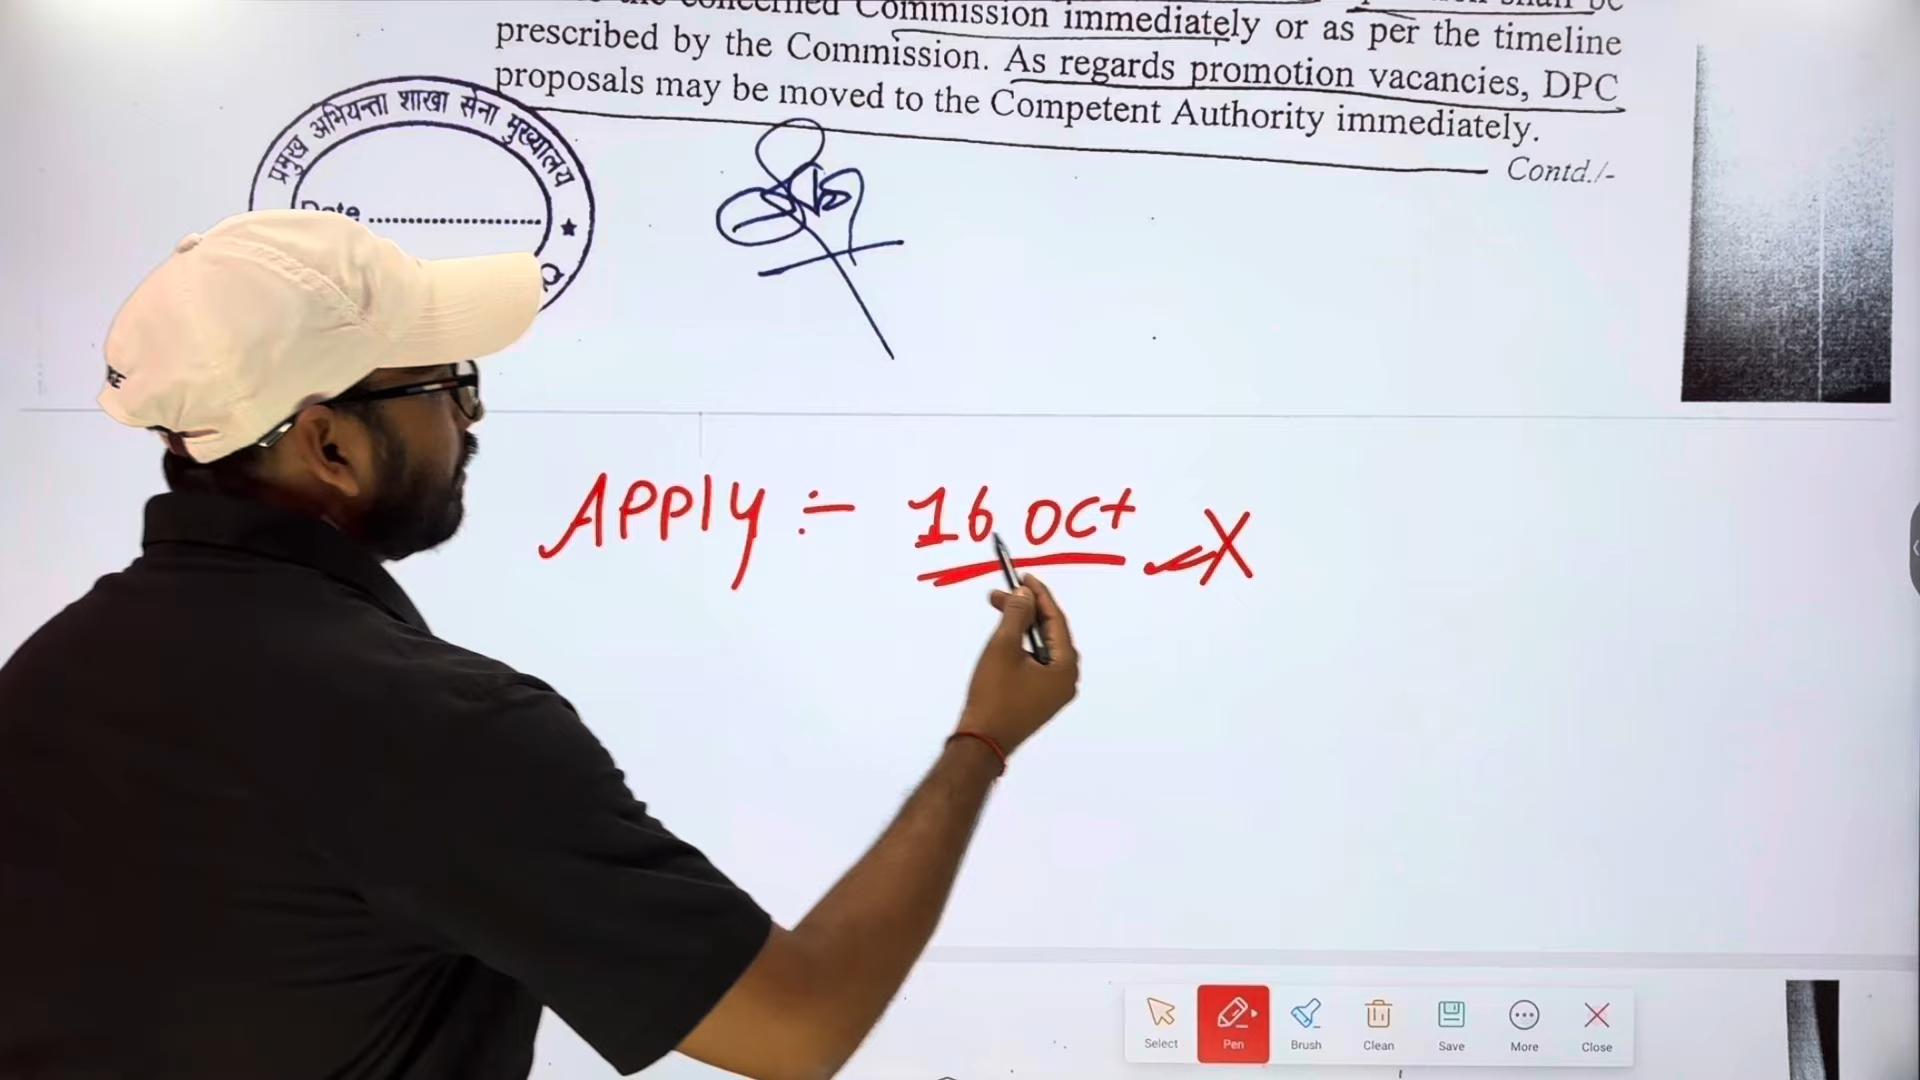 the concerned Commission immediately or as per the timeline
prescribed by the Commission. As regards promotion vacancies, DPC
proposals may be moved to the Competent Authority immediately.
Contd./-
प्रमुख अभियन्ता शाखा सेना मुख्यालय
Date
APPly :- 16 Oct X
Select Pen Brush Clean Save More Close